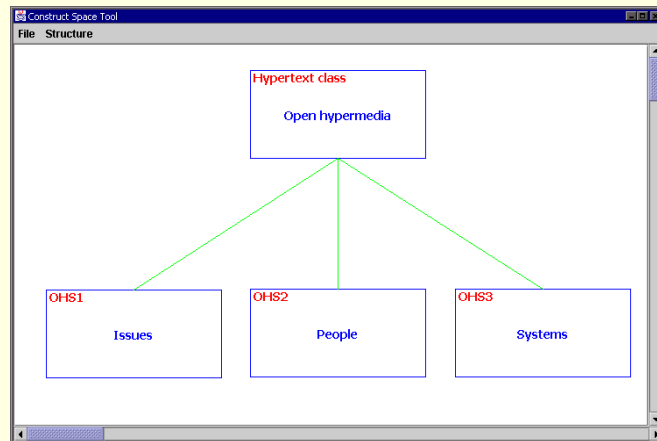 Construct Space Tool
File Structure
Hypertext class
Open hypermedia
OHS1
Issues
OHS2
People
OHS3
Systems